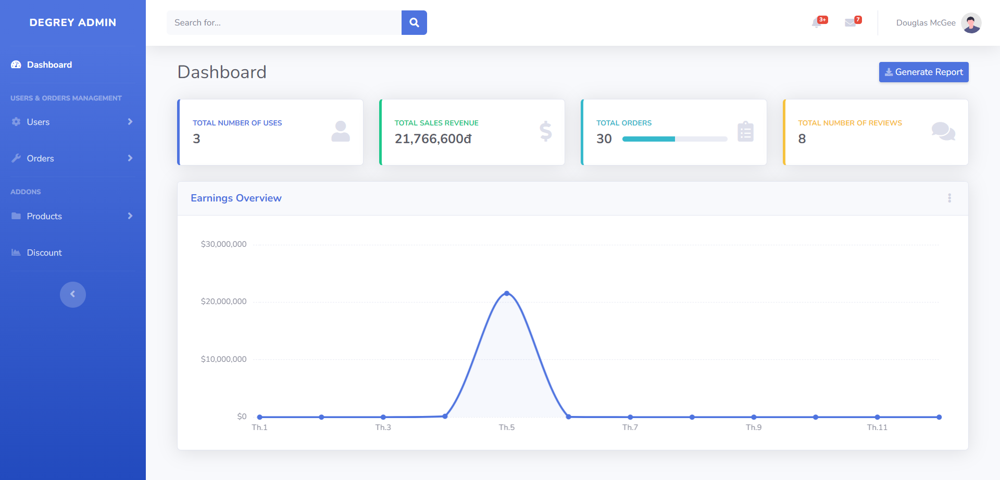 DEGREY ADMIN
Dashboard
USERS & ORDERS MANAGEMENT
Users
Orders
ADDONS
Products
Discount
Search for...
3+
7
Douglas McGee
Dashboard
Generate Report
TOTAL NUMBER OF USES
3
TOTAL SALES REVENUE
21,766,600đ
TOTAL ORDERS
30
TOTAL NUMBER OF REVIEWS
8
Earnings Overview
$30,000,000
$20,000,000
$10,000,000
$0
Th.1 Th.3 Th.5 Th.7 Th.9 Th.11